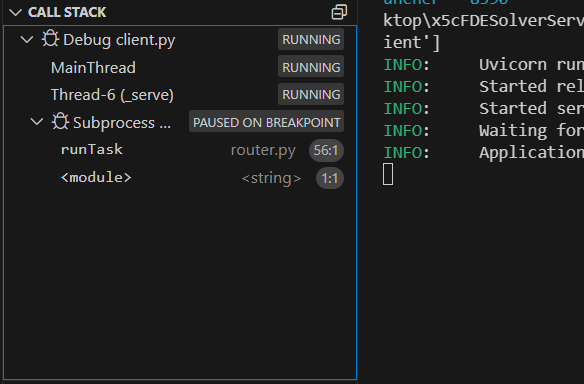 CALL STACK
Debug client.py RUNNING
MainThread RUNNING
Thread-6 (_serve) RUNNING
Subprocess ... PAUSED ON BREAKPOINT
runTask router.py 56:1
<module> <string> 1:1
ktop\x5cFDESolverServ
ient']
INFO: Uvicorn run
INFO: Started rel
INFO: Started ser
INFO: Waiting for
INFO: Application